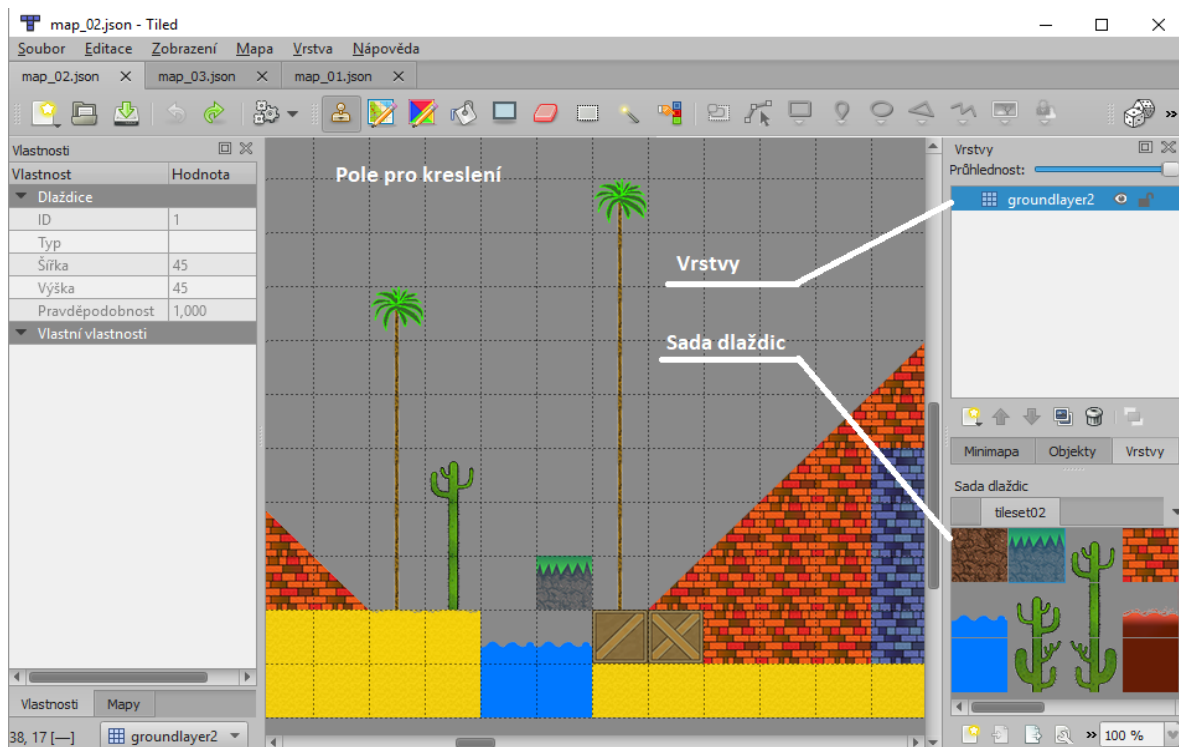 map_02.json - Tiled
Soubor Editace Zobrazení Mapa Vrstva Nápověda
map_02.json map_03.json map_01.json
Vlastnosti
Vlastnost Hodnota
Dlaždice
ID 1
Typ
Šířka 45
Výška 45
Pravděpodobnost 1,000
Vlastní vlastnosti
Vlastnosti Mapy
38, 17 [—] groundlayer2
Pole pro kreslení
Vrstvy
Sada dlaždic
Vrstvy
Průhlednost:
groundlayer2
Minimapa Objekty Vrstvy
Sada dlaždic
tileset02
100 %